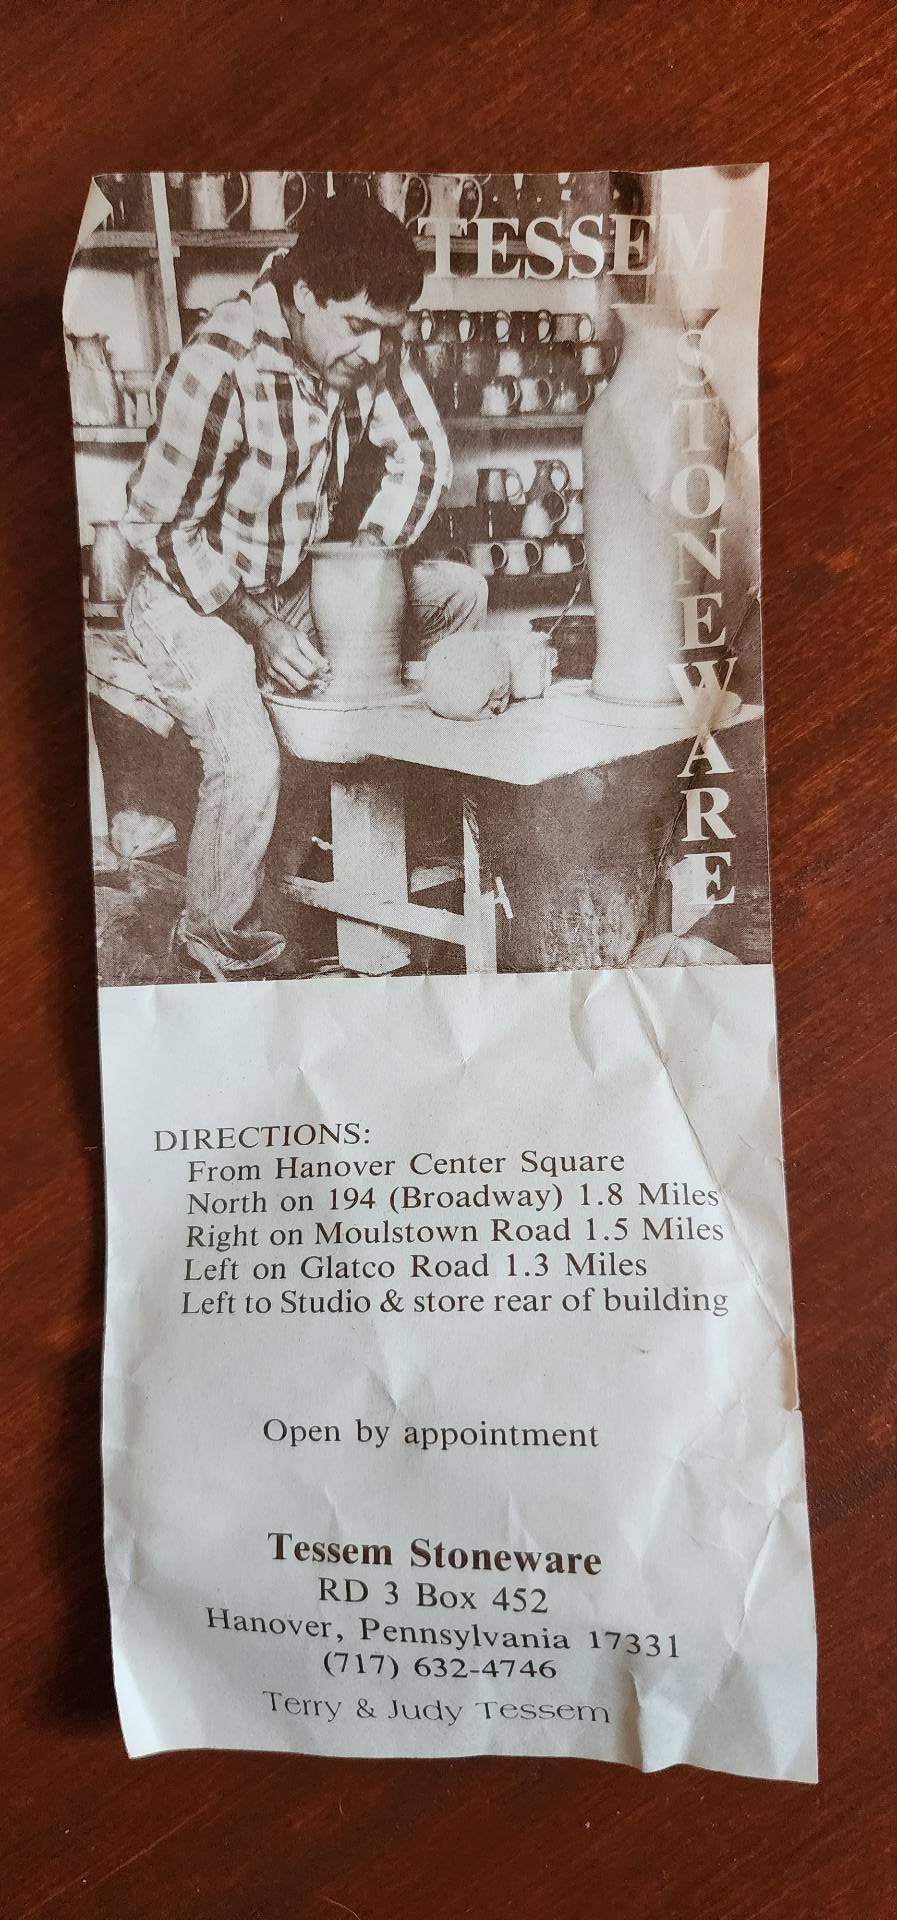 TESSEM
STONEWARE
DIRECTIONS:
From Hanover Center Square
North on 194 (Broadway) 1.8 Miles
Right on Moulstown Road 1.5 Miles
Left on Glatco Road 1.3 Miles
Left to Studio & store rear of building
Open by appointment
Tessem Stoneware
RD 3 Box 452
Hanover, Pennsylvania 17331
(717) 632-4746
Terry & Judy Tessem